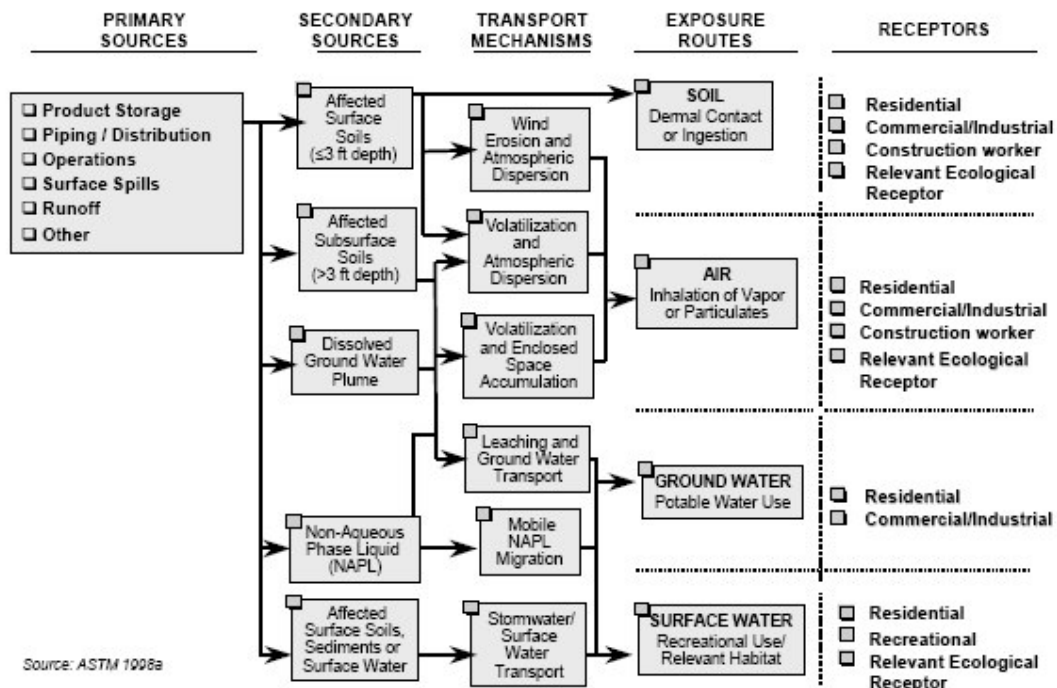 PRIMARY
SOURCES
SECONDARY
SOURCES
TRANSPORT
MECHANISMS
EXPOSURE
ROUTES
RECEPTORS
Product Storage
Piping / Distribution
Operations
Surface Spills
Runoff
Other
Affected
Surface
Soils
(≤3 ft depth)
Affected
Subsurface
Soils
(>3 ft depth)
Dissolved
Ground Water
Plume
Non-Aqueous
Phase Liquid
(NAPL)
Affected
Surface Soils,
Sediments or
Surface Water
Wind
Erosion and
Atmospheric
Dispersion
Volatilization
and
Atmospheric
Dispersion
Volatilization
and Enclosed
Space
Accumulation
Leaching and
Ground Water
Transport
Mobile
NAPL
Migration
Stormwater/
Surface
Water
Transport
SOIL
Dermal Contact
or Ingestion
AIR
Inhalation of Vapor
or Particulates
GROUND WATER
Potable Water Use
SURFACE WATER
Recreational Use/
Relevant Habitat
Residential
Commercial/Industrial
Construction worker
Relevant Ecological
Receptor
Residential
Commercial/Industrial
Construction worker
Relevant Ecological
Receptor
Residential
Commercial/Industrial
Residential
Recreational
Relevant Ecological
Receptor
Source: ASTM 1998a